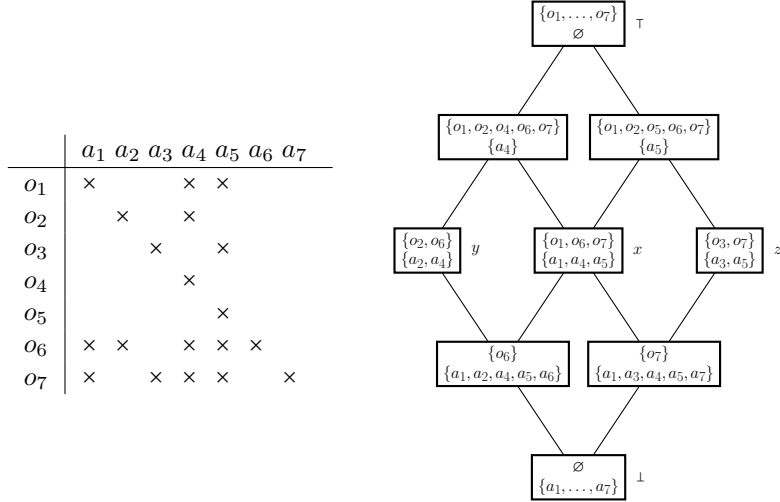 a₁ a₂ a₃ a₄ a₅ a₆ a₇
o₁ × × ×
o₂ × ×
o₃ × ×
o₄ ×
o₅ ×
o₆ × × × × ×
o₇ × × × × ×
{o₁, …, o₇}
∅
⊤
{o₁, o₂, o₄, o₆, o₇}
{a₄}
{o₁, o₂, o₅, o₆, o₇}
{a₅}
{o₂, o₆}
{a₂, a₄}
y
{o₁, o₆, o₇}
{a₁, a₄, a₅}
x
{o₃, o₇}
{a₃, a₅}
z
{o₆}
{a₁, a₂, a₄, a₅, a₆}
{o₇}
{a₁, a₃, a₄, a₅, a₇}
∅
{a₁, …, a₇}
⊥